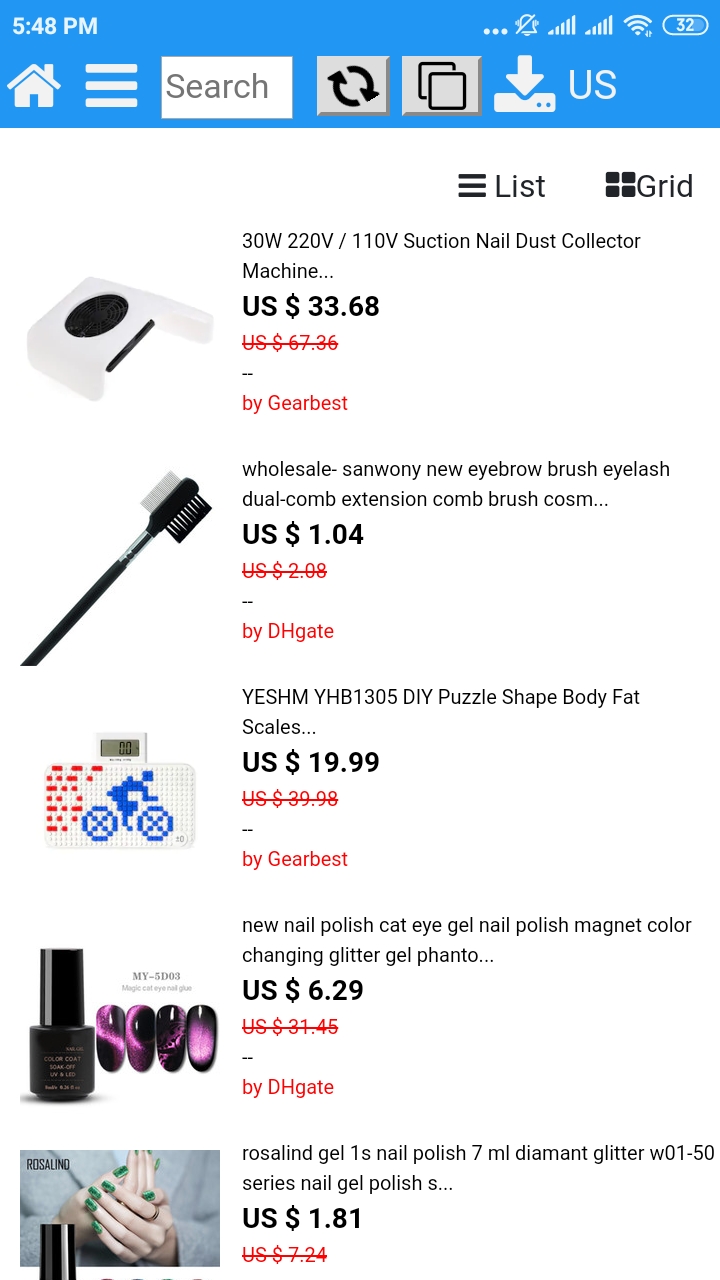 5:48 PM
32
Search
US
List
Grid
30W 220V / 110V Suction Nail Dust Collector
Machine...
US $ 33.68
US $ 67.36
--
by Gearbest
wholesale- sanwony new eyebrow brush eyelash
dual-comb extension comb brush cosm...
US $ 1.04
US $ 2.08
--
by DHgate
YESHM YHB1305 DIY Puzzle Shape Body Fat
Scales...
US $ 19.99
US $ 39.98
--
by Gearbest
0.0
new nail polish cat eye gel nail polish magnet color
changing glitter gel phanto...
US $ 6.29
US $ 31.45
--
by DHgate
MY-5D03
Magic cat eye nail glue
COLOR COAT
SOAK-OFF
UV & LED
rosalind gel 1s nail polish 7 ml diamant glitter w01-50
series nail gel polish s...
US $ 1.81
US $ 7.24
ROSALIND